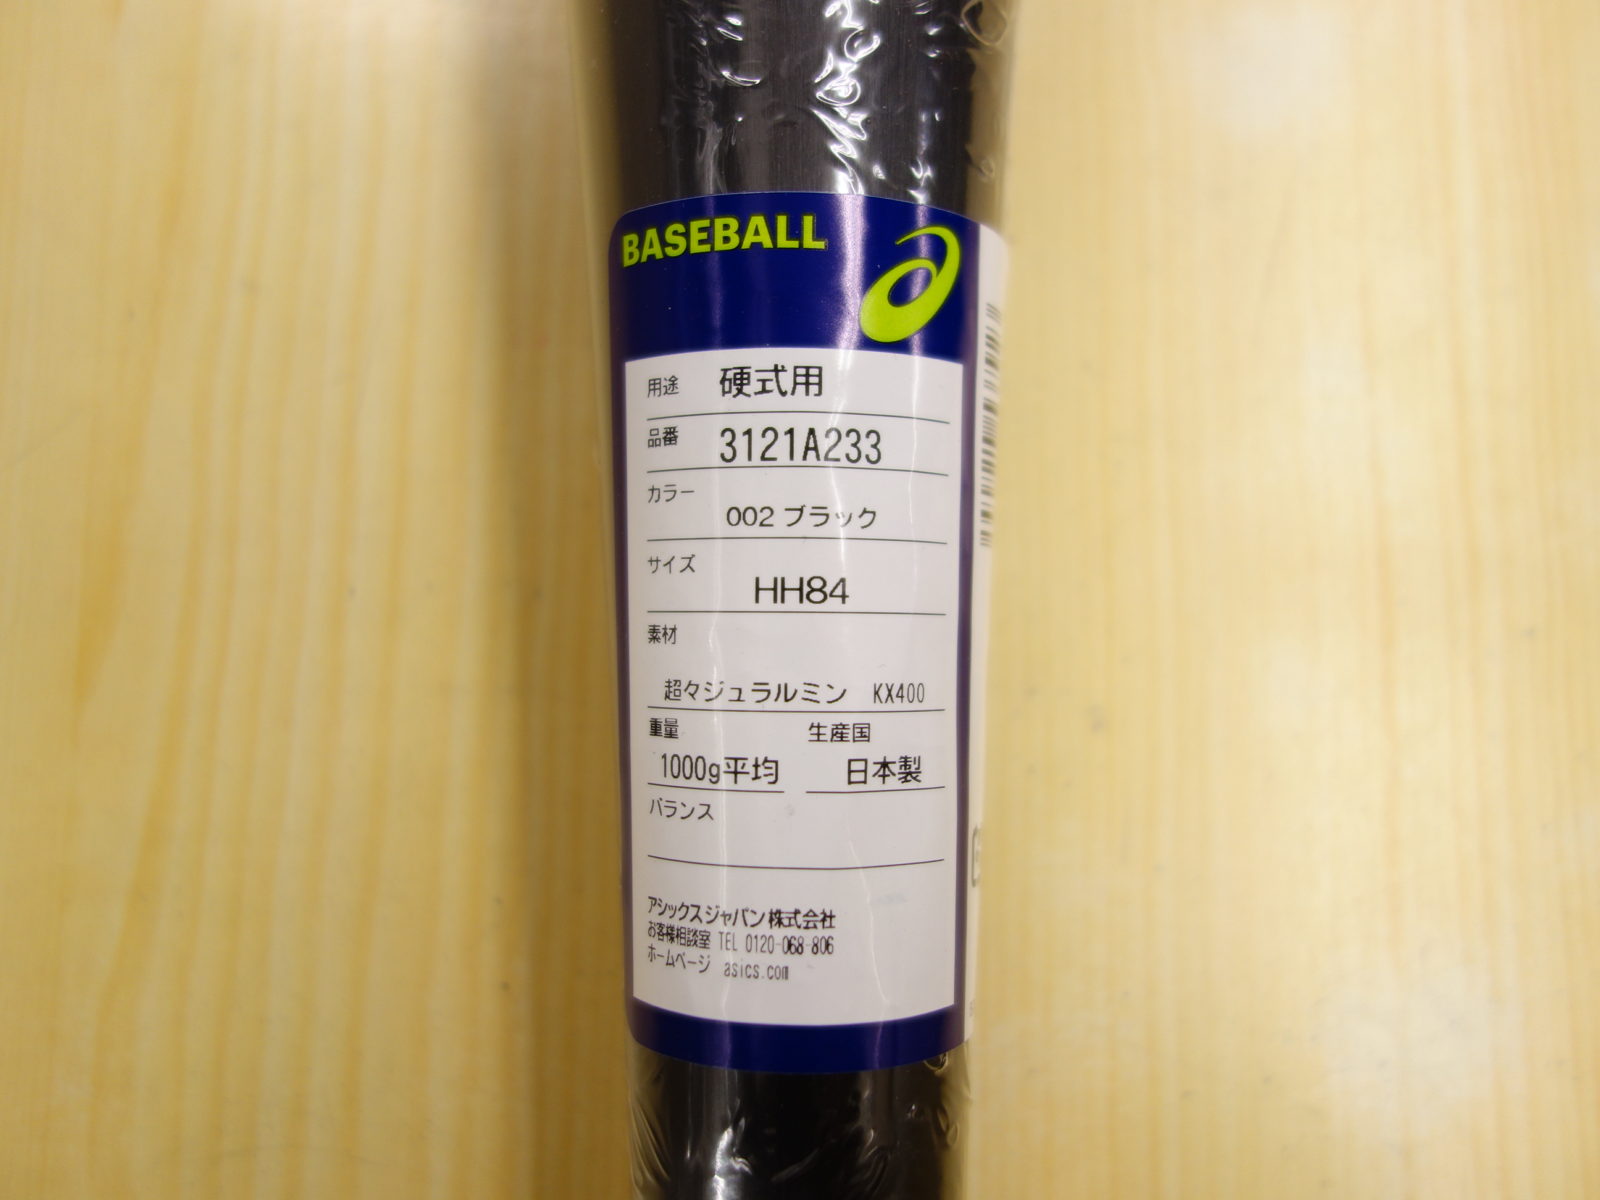 BASEBALL
用途 硬式用
品番 3121A233
カラー
002 ブラック
サイズ
HH84
素材
超々ジュラルミン KX400
重量 生産国
1000g平均 日本製
バランス
アシックスジャパン株式会社
お客様相談室 TEL 0120-068-806
ホームページ asics.com